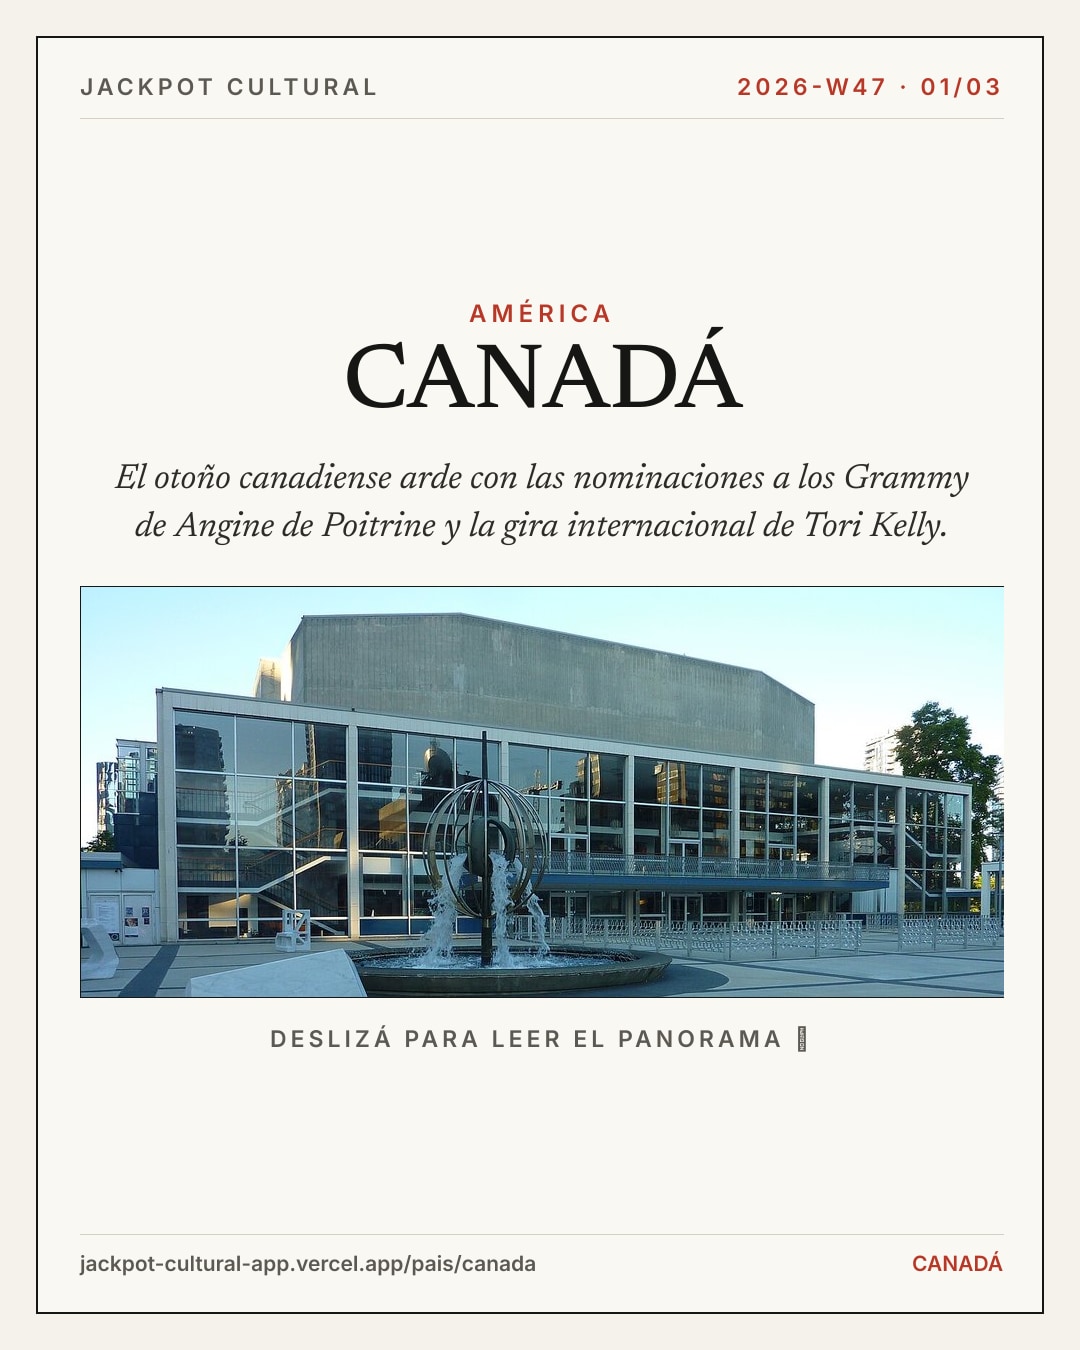 JACKPOT CULTURAL
2026-W47 · 01/03
AMÉRICA
CANADÁ
El otoño canadiense arde con las nominaciones a los Grammy
de Angine de Poitrine y la gira internacional de Tori Kelly.
DESLIZÁ PARA LEER EL PANORAMA
jackpot-cultural-app.vercel.app/pais/canada
CANADÁ